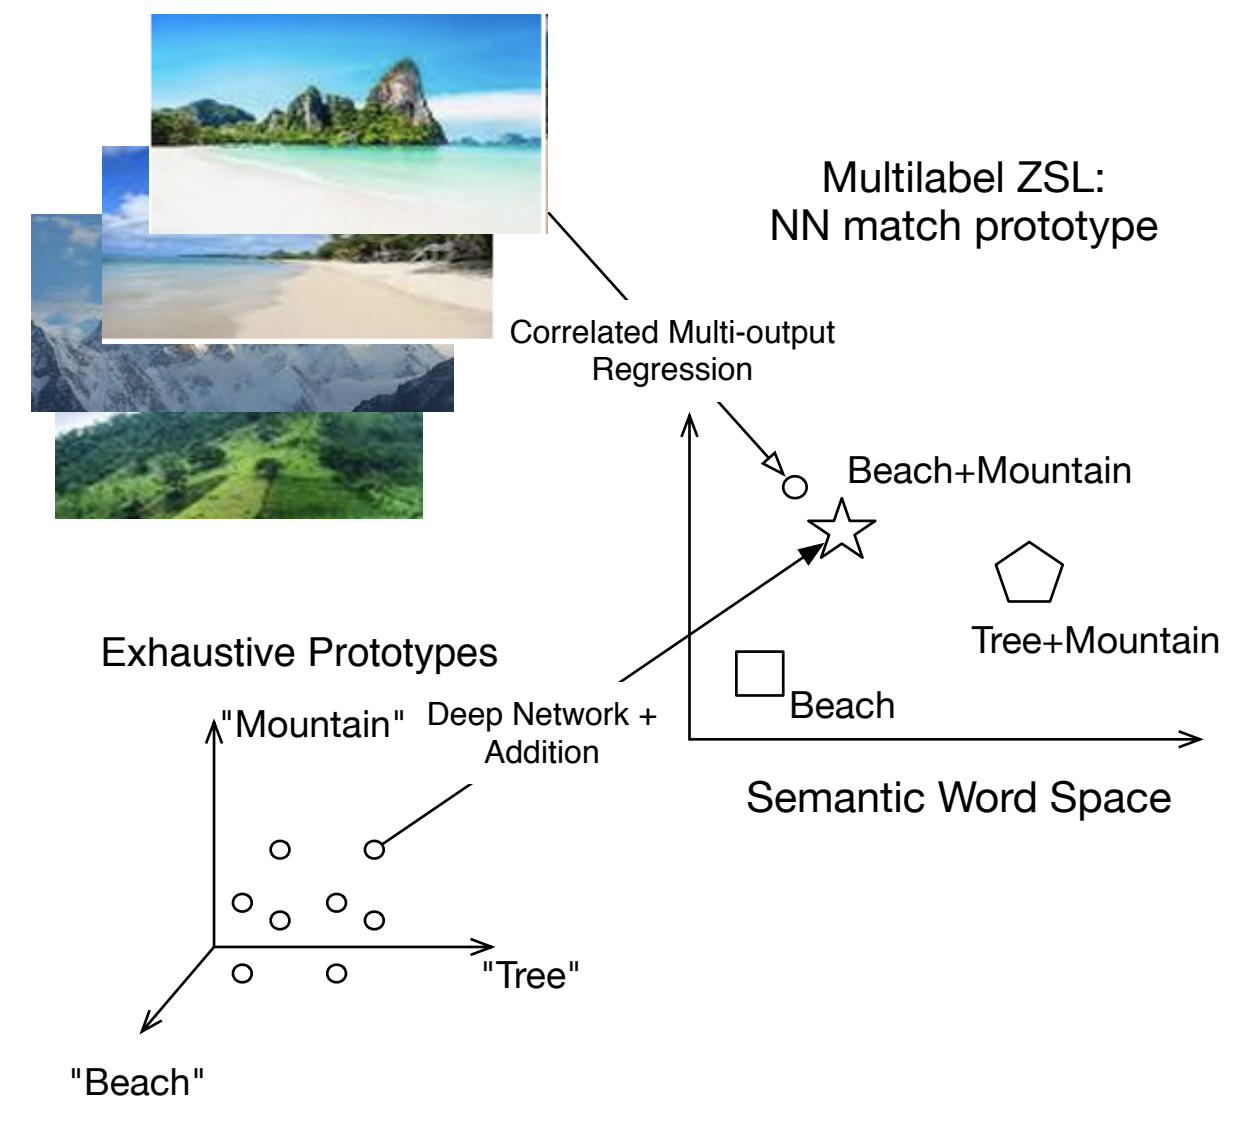 Multilabel ZSL:
NN match prototype
Correlated Multi-output
Regression
Beach+Mountain
Tree+Mountain
Beach
Semantic Word Space
Exhaustive Prototypes
"Mountain"
Deep Network +
Addition
"Tree"
"Beach"